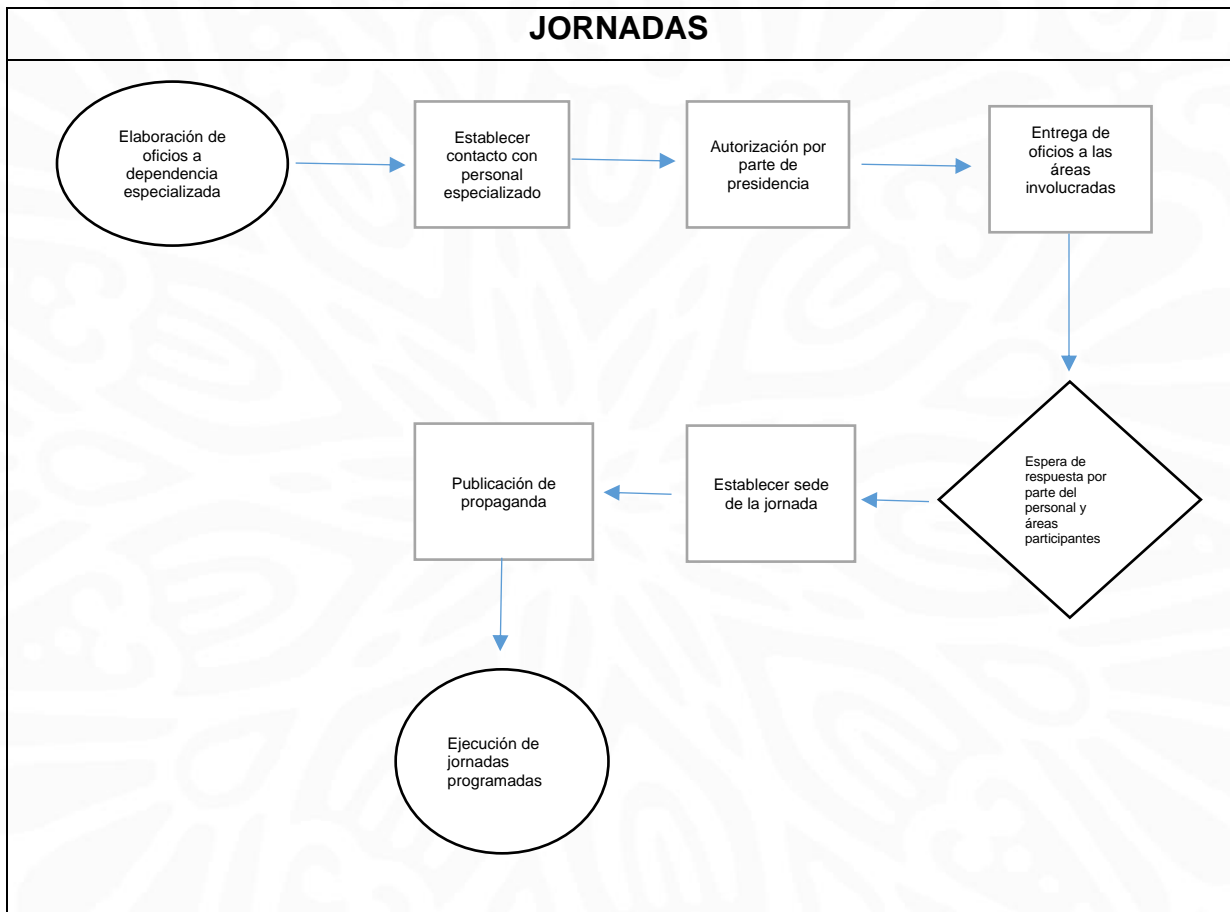 JORNADAS
Elaboración de
oficios a
dependencia
especializada
Establecer
contacto con
personal
especializado
Autorización por
parte de
presidencia
Entrega de
oficios a las
áreas
involucradas
Espera de
respuesta por
parte del
personal y
áreas
participantes
Establecer sede
de la jornada
Publicación de
propaganda
Ejecución de
jornadas
programadas